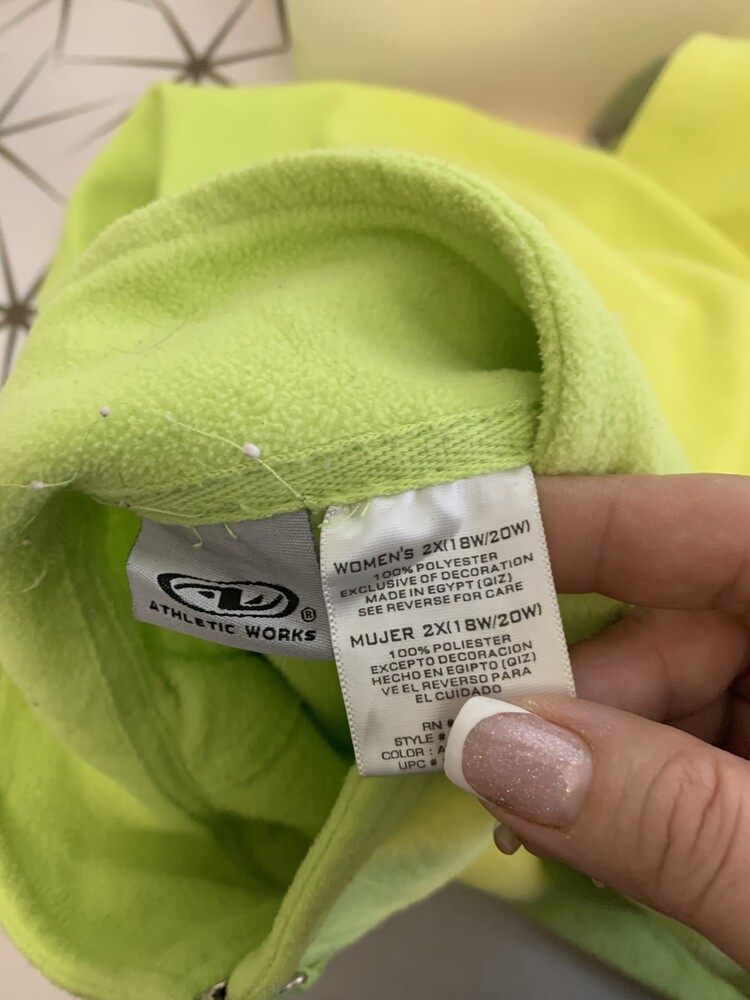 ATHLETIC WORKS®
WOMEN'S 2X(18W/20W)
100% POLYESTER
EXCLUSIVE OF DECORATION
MADE IN EGYPT (QIZ)
SEE REVERSE FOR CARE
MUJER 2X(18W/20W)
100% POLIESTER
EXCEPTO DECORACION
HECHO EN EGIPTO (QIZ)
VE EL REVERSO PARA
EL CUIDADO
RN #
STYLE #
COLOR : A
UPC #